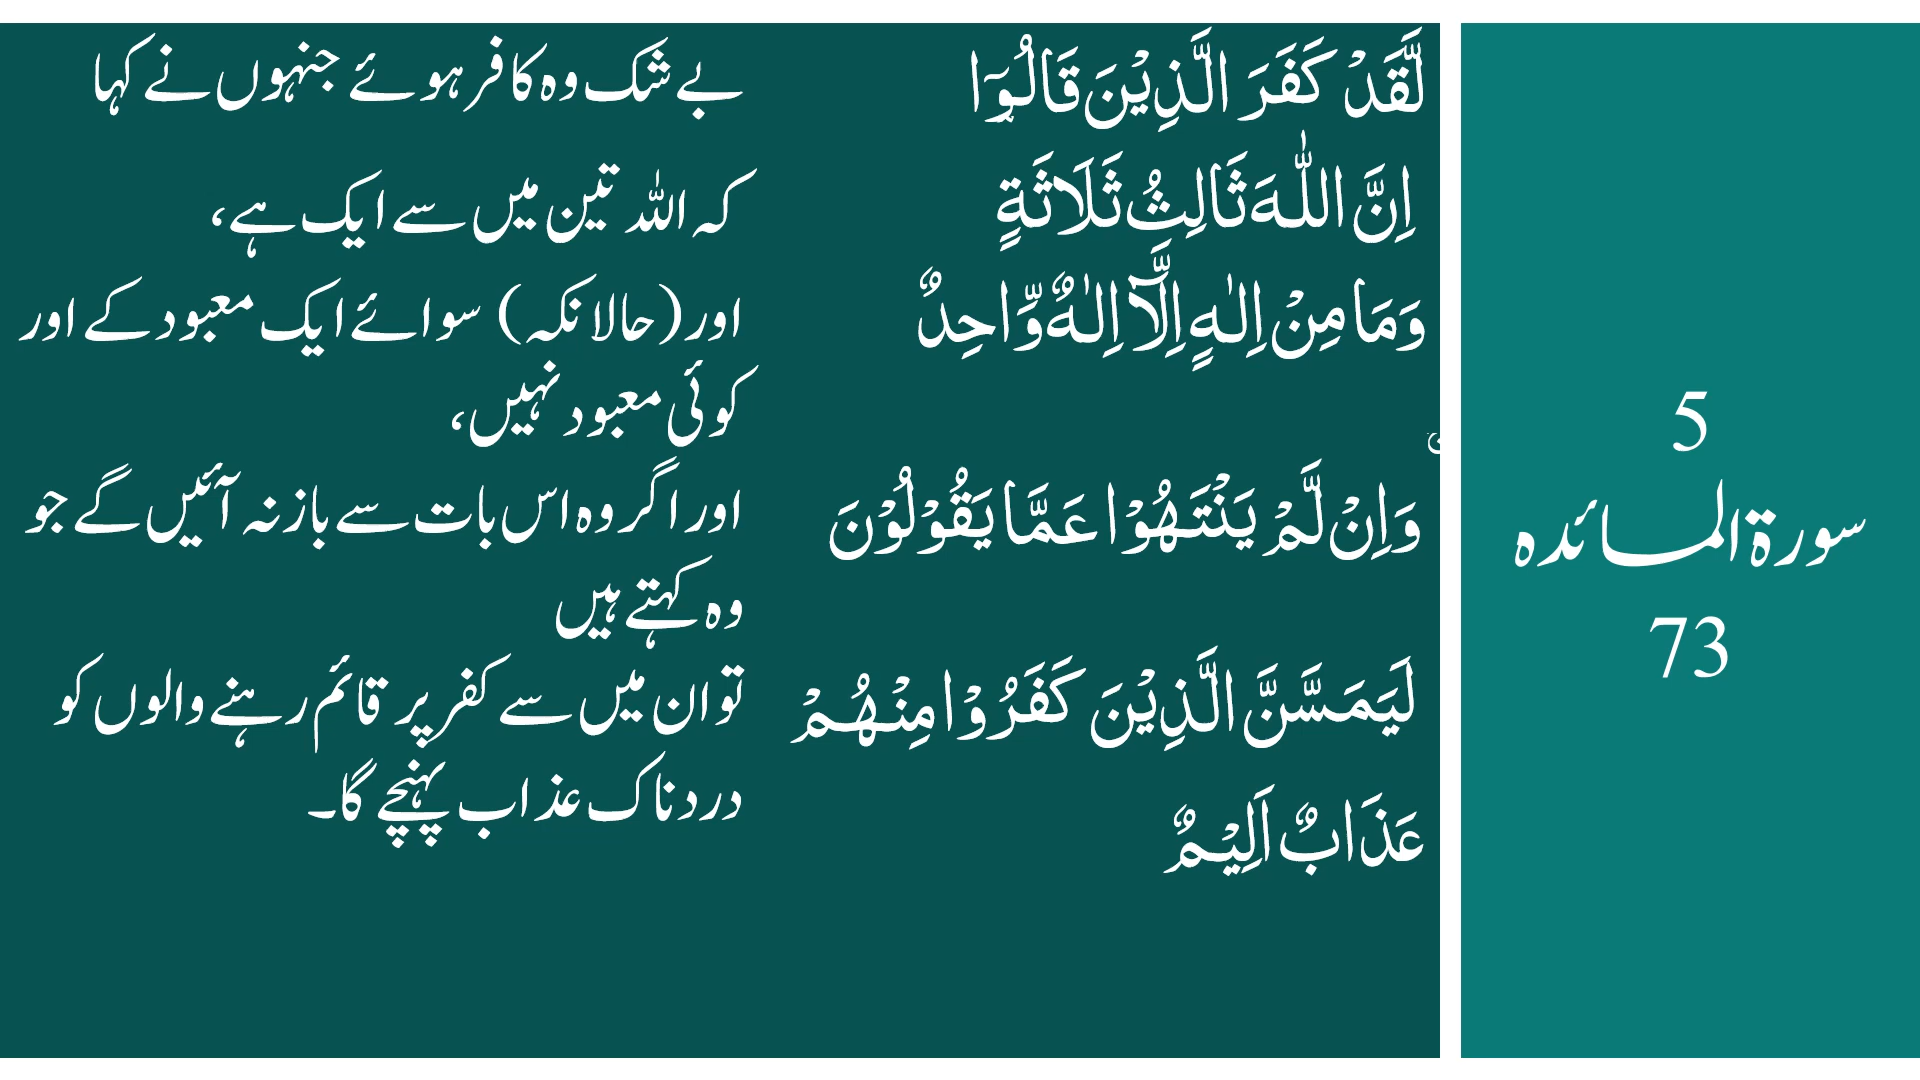 لَّقَدْ كَفَرَ الَّذِيْنَ قَالُوْٓا
بے شک وہ کافر ہوئے جنہوں نے کہا
اِنَّ اللّٰهَ ثَالِثُ ثَلَاثَةٍ
کہ اللہ تین میں سے ایک ہے،
وَمَا مِنْ اِلٰهٍ اِلَّآ اِلٰهٌ وَّاحِدٌ
اور (حالانکہ) سوائے ایک معبود کے اور
کوئی معبود نہیں،
وَاِنْ لَّمْ يَنْتَهُوْا عَمَّا يَقُوْلُوْنَ
اور اگر وہ اس بات سے باز نہ آئیں گے جو
وہ کہتے ہیں
لَيَمَسَّنَّ الَّذِيْنَ كَفَرُوْا مِنْهُمْ
تو ان میں سے کفر پر قائم رہنے والوں کو
عَذَابٌ اَلِيْمٌ
دردناک عذاب پہنچے گا۔
5
سورۃ المائدہ
73